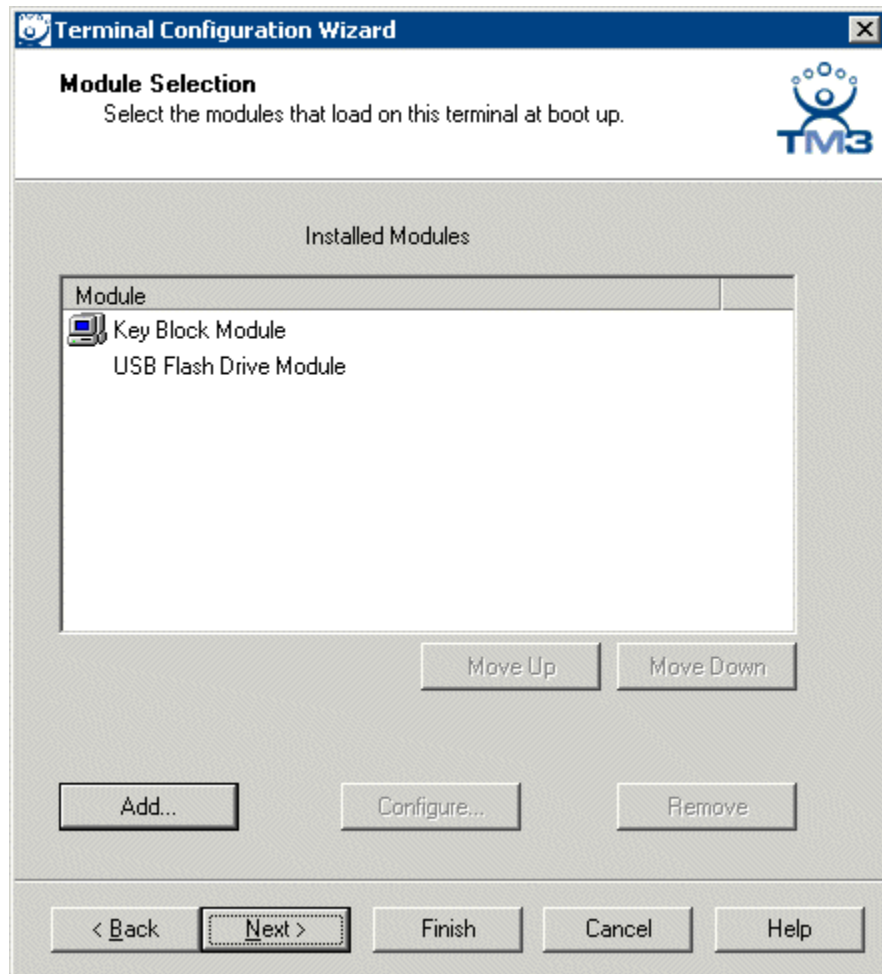 Terminal Configuration Wizard
Module Selection
Select the modules that load on this terminal at boot up.
TM3
Installed Modules
Module
Key Block Module
USB Flash Drive Module
Move Up Move Down
Add... Configure... Remove
< Back Next > Finish Cancel Help